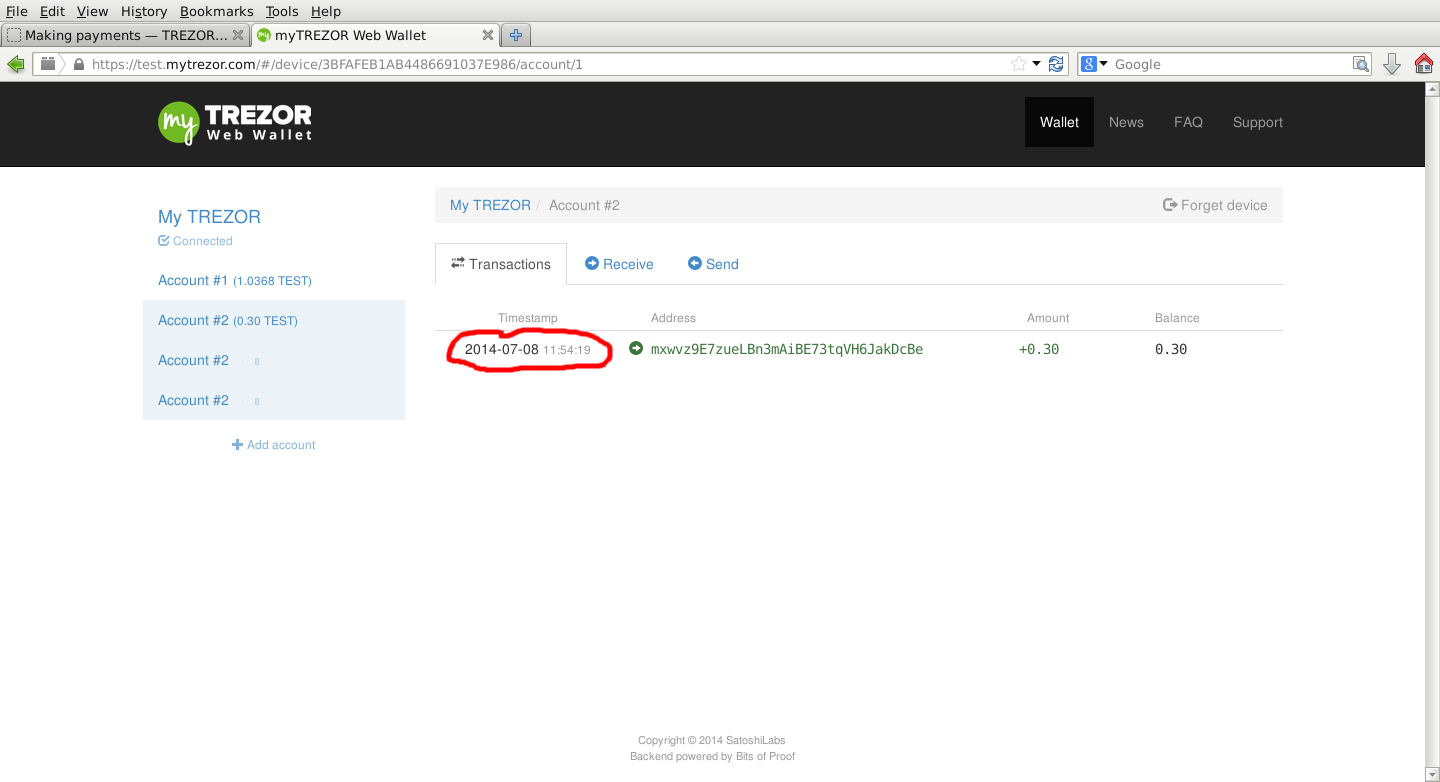 File Edit View History Bookmarks Tools Help
Making payments — TREZOR... myTREZOR Web Wallet
https://test.mytrezor.com/#/device/3BFAFEB1AB4486691037E986/account/1 Google
my TREZOR Web Wallet
Wallet News FAQ Support
My TREZOR
Connected
Account #1 (1.0368 TEST)
Account #2 (0.30 TEST)
Account #2
Account #2
Add account
My TREZOR / Account #2 Forget device
Transactions Receive Send
Timestamp Address Amount Balance
2014-07-08 11:54:19 mxwvz9E7zueLBn3mAiBE73tqVH6JakDcBe +0.30 0.30
Copyright © 2014 SatoshiLabs
Backend powered by Bits of Proof